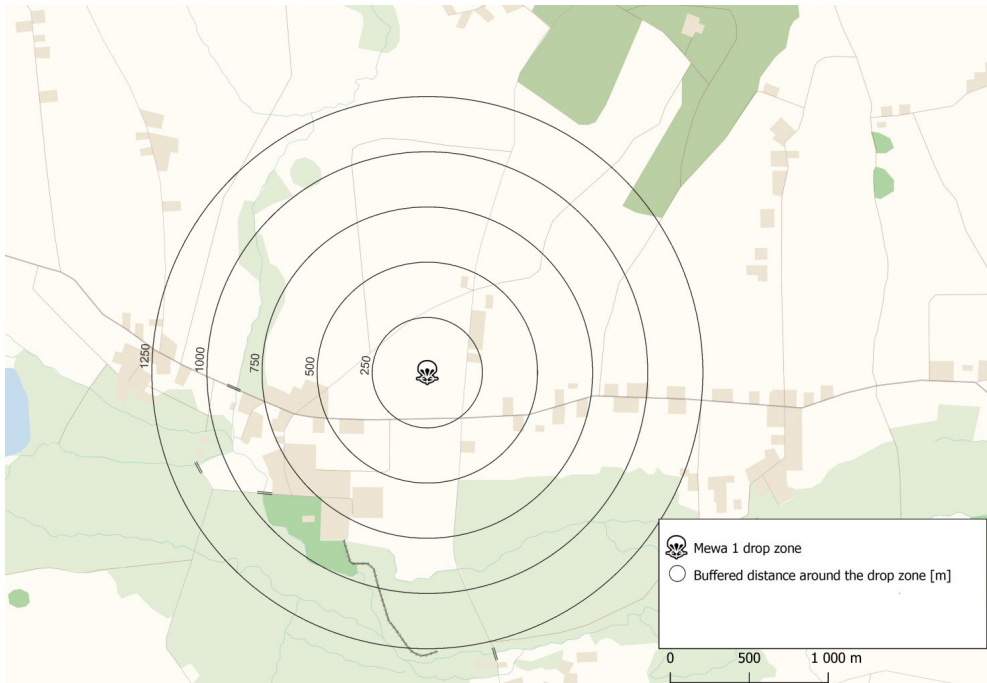 1250
1000
750
500
250
Mewa 1 drop zone
Buffered distance around the drop zone [m]
0 500 1 000 m